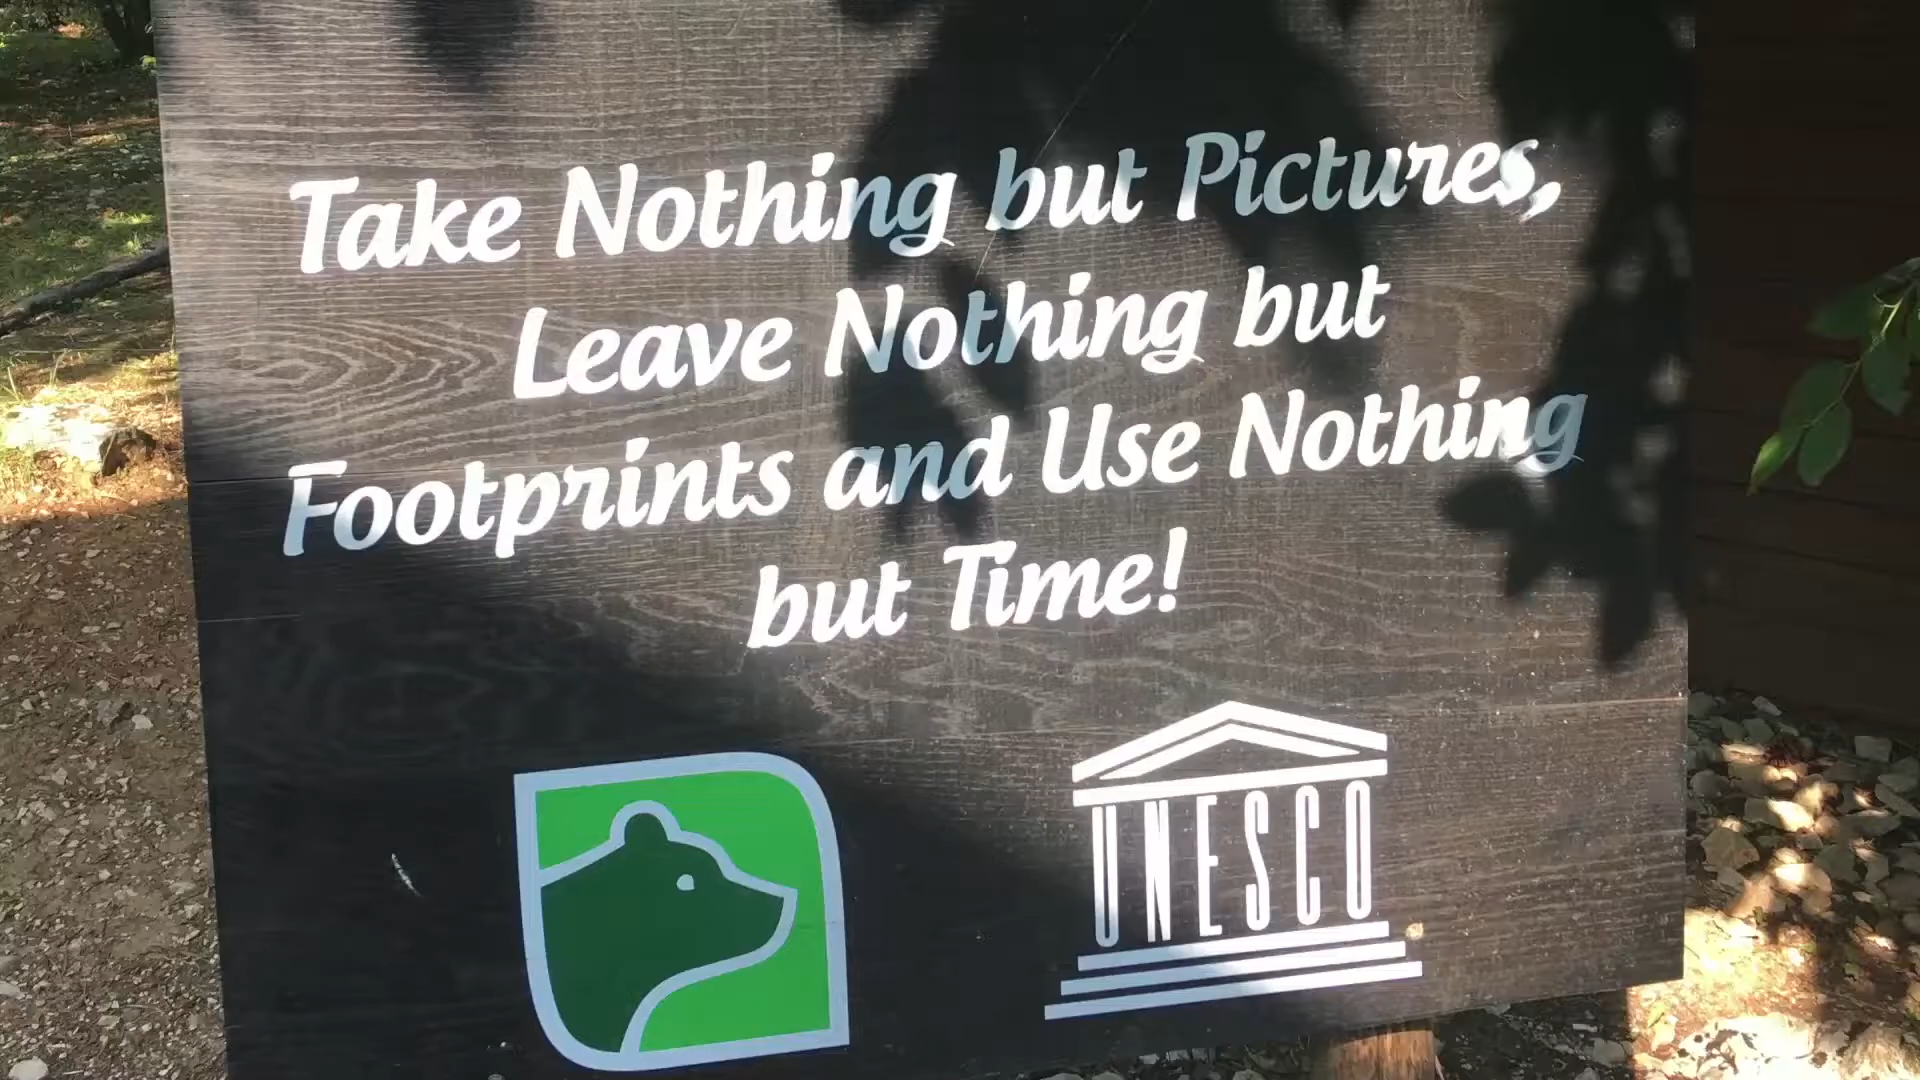 Take Nothing but Pictures,
Leave Nothing but
Footprints and Use Nothing
but Time!
UNESCO